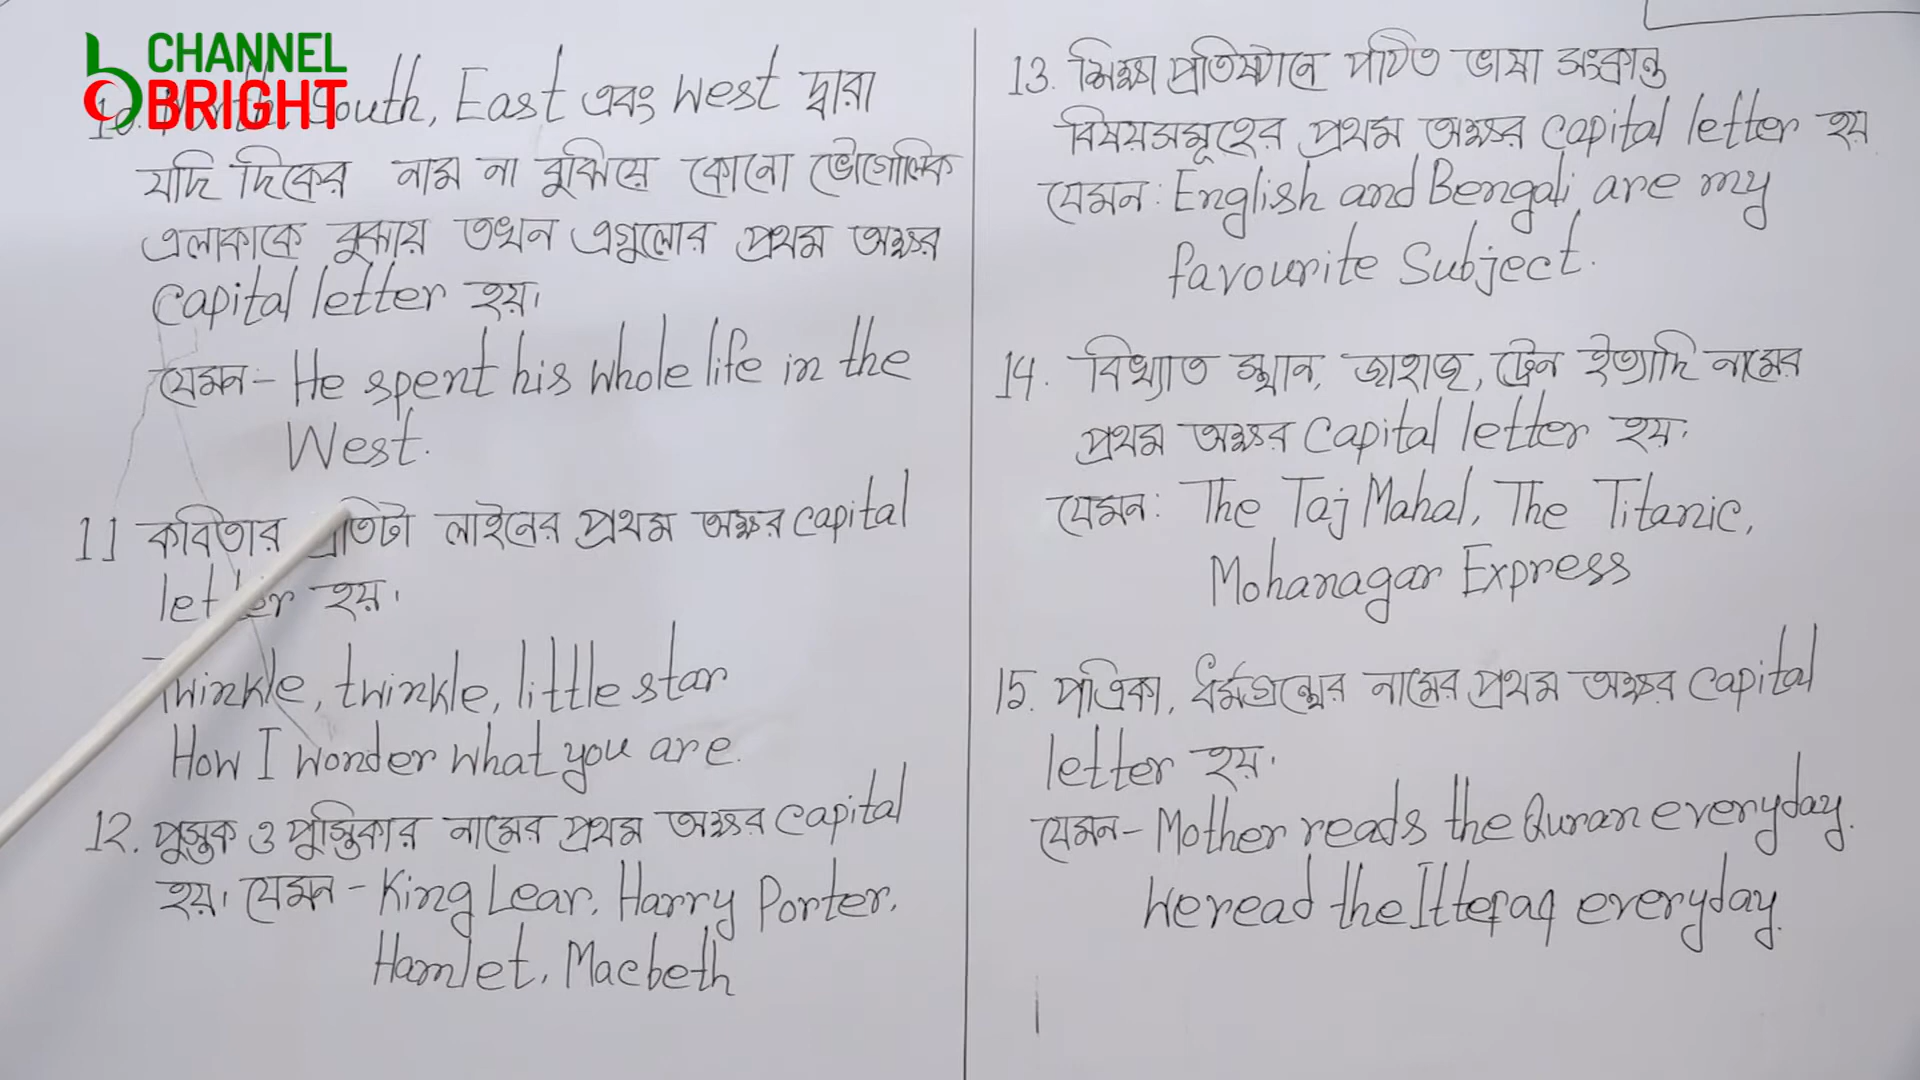 CHANNEL
BRIGHT
10. North, South, East এবং West দ্বারা
যদি দিকের নাম না বুঝিয়ে কোনো ভৌগোলিক
এলাকাকে বুঝায় তখন এগুলোর প্রথম অক্ষর
Capital letter হয়।
যেমন- He spent his whole life in the
West.
11 কবিতার প্রতিটা লাইনের প্রথম অক্ষর capital
letter হয়।
Twinkle, twinkle, little star
How I wonder what you are.
12. পুস্তক ও পুস্তিকার নামের প্রথম অক্ষর capital
হয়। যেমন - King Lear, Harry Porter,
Hamlet, Macbeth
13. শিক্ষা প্রতিষ্টানে পঠিত ভাষা সংক্রান্ত
বিষয়সমূহের প্রথম অক্ষর capital letter হয়
যেমন: English and Bengali are my
favourite Subject.
14. বিখ্যাত স্থান, জাহাজ, ট্রেন ইত্যাদি নামের
প্রথম অক্ষর Capital letter হয়.
যেমন: The Taj Mahal, The Titanic,
Mohanagar Express
15. পত্রিকা, ধর্মগ্রন্থের নামের প্রথম অক্ষর capital
letter হয়.
যেমন- Mother reads the Quran everyday.
We read the Ittefaq everyday.